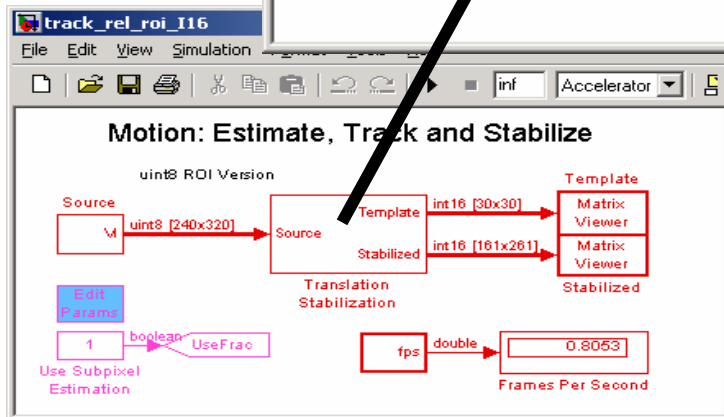 track_rel_roi_I16
File Edit View Simulation
inf Accelerator
Motion: Estimate, Track and Stabilize
uint8 ROI Version
Template
Source
VI
uint8 [240x320]
Source
Template
Stabilized
int16 [30x30]
Matrix
Viewer
int16 [161x261]
Matrix
Viewer
Translation
Stabilization
Stabilized
Edit
Params
1
boolean
UseFrac
Use Subpixel
Estimation
fps
double
0.8053
Frames Per Second